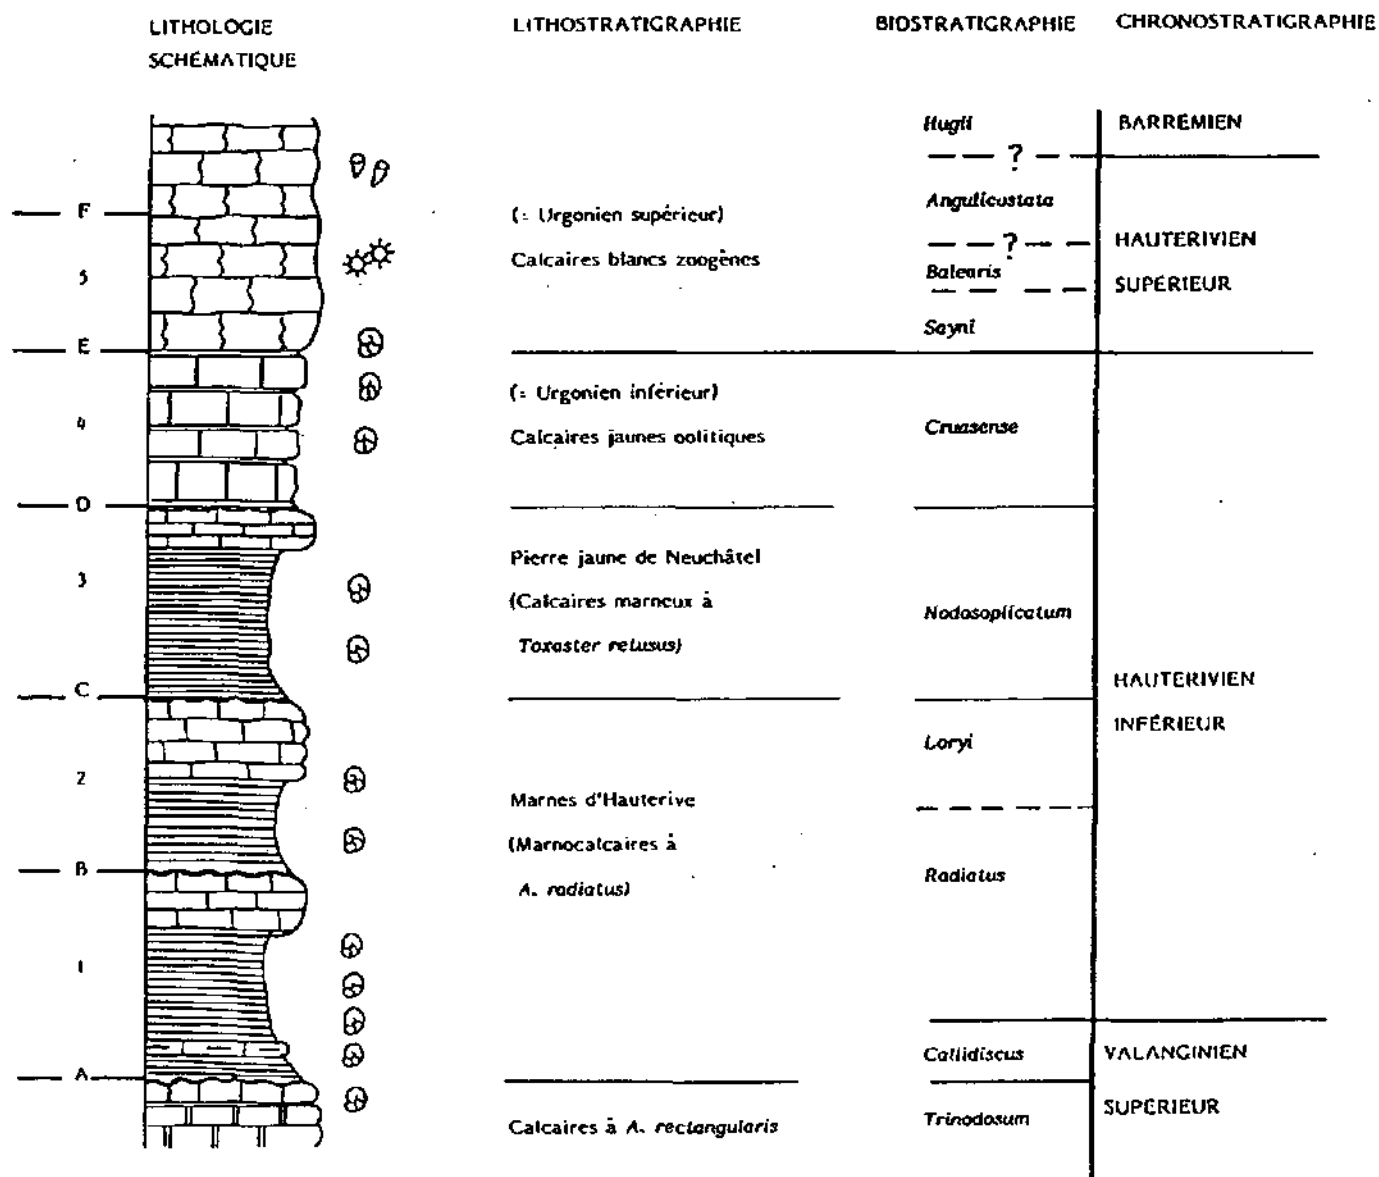 LITHOLOGIE
SCHÉMATIQUE
LITHOSTRATIGRAPHIE
BIOSTRATIGRAPHIE
CHRONOSTRATIGRAPHIE
Hugii
BARRÉMIEN
?
F
(= Urgonien supérieur)
Angulicostata
Calcaires blancs zoogènes
?
HAUTERIVIEN
5
Balearis
SUPÉRIEUR
Sayni
E
(= Urgonien inférieur)
4
Calcaires jaunes oolitiques
Cruasense
D
Pierre jaune de Neuchâtel
3
(Calcaires marneux à
Nodosoplicatum
Toxaster retusus)
C
HAUTERIVIEN
INFÉRIEUR
Loryi
2
Marnes d'Hauterive
(Marnocalcaires à
B
A. radiatus)
Radiatus
1
Callidiscus
VALANGINIEN
A
SUPÉRIEUR
Calcaires à A. rectangularis
Trinodosum